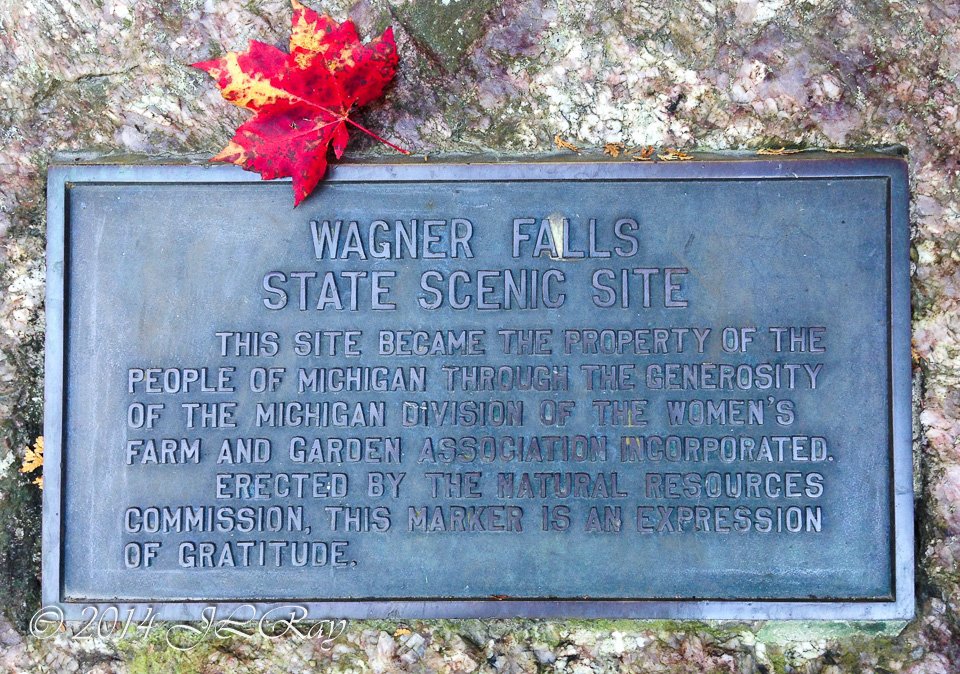 WAGNER FALLS
STATE SCENIC SITE
THIS SITE BECAME THE PROPERTY OF THE
PEOPLE OF MICHIGAN THROUGH THE GENEROSITY
OF THE MICHIGAN DIVISION OF THE WOMEN'S
FARM AND GARDEN ASSOCIATION INCORPORATED.
ERECTED BY THE NATURAL RESOURCES
COMMISSION, THIS MARKER IS AN EXPRESSION
OF GRATITUDE.
© 2014 JLRay